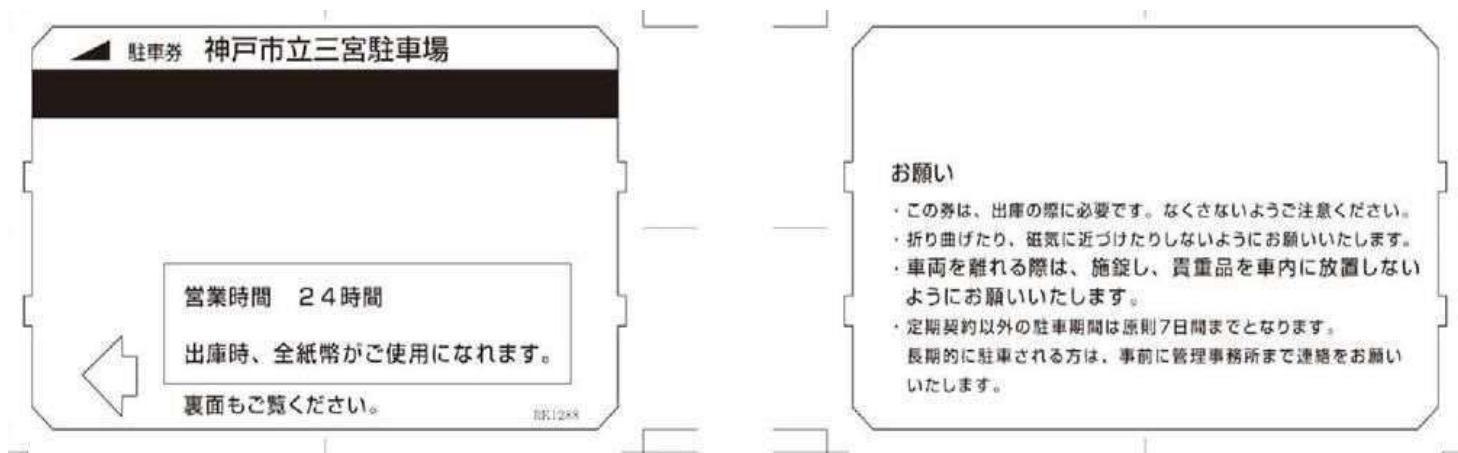 駐車券 神戸市立三宮駐車場
営業時間 24時間
出庫時、全紙幣がご使用になれます。
裏面もご覧ください。
RK1288
お願い
・この券は、出庫の際に必要です。なくさないようご注意ください。
・折り曲げたり、磁気に近づけたりしないようにお願いいたします。
・車両を離れる際は、施錠し、貴重品を車内に放置しない
ようにお願いいたします。
・定期契約以外の駐車期間は原則7日間までとなります。
長期的に駐車される方は、事前に管理事務所まで連絡をお願い
いたします。